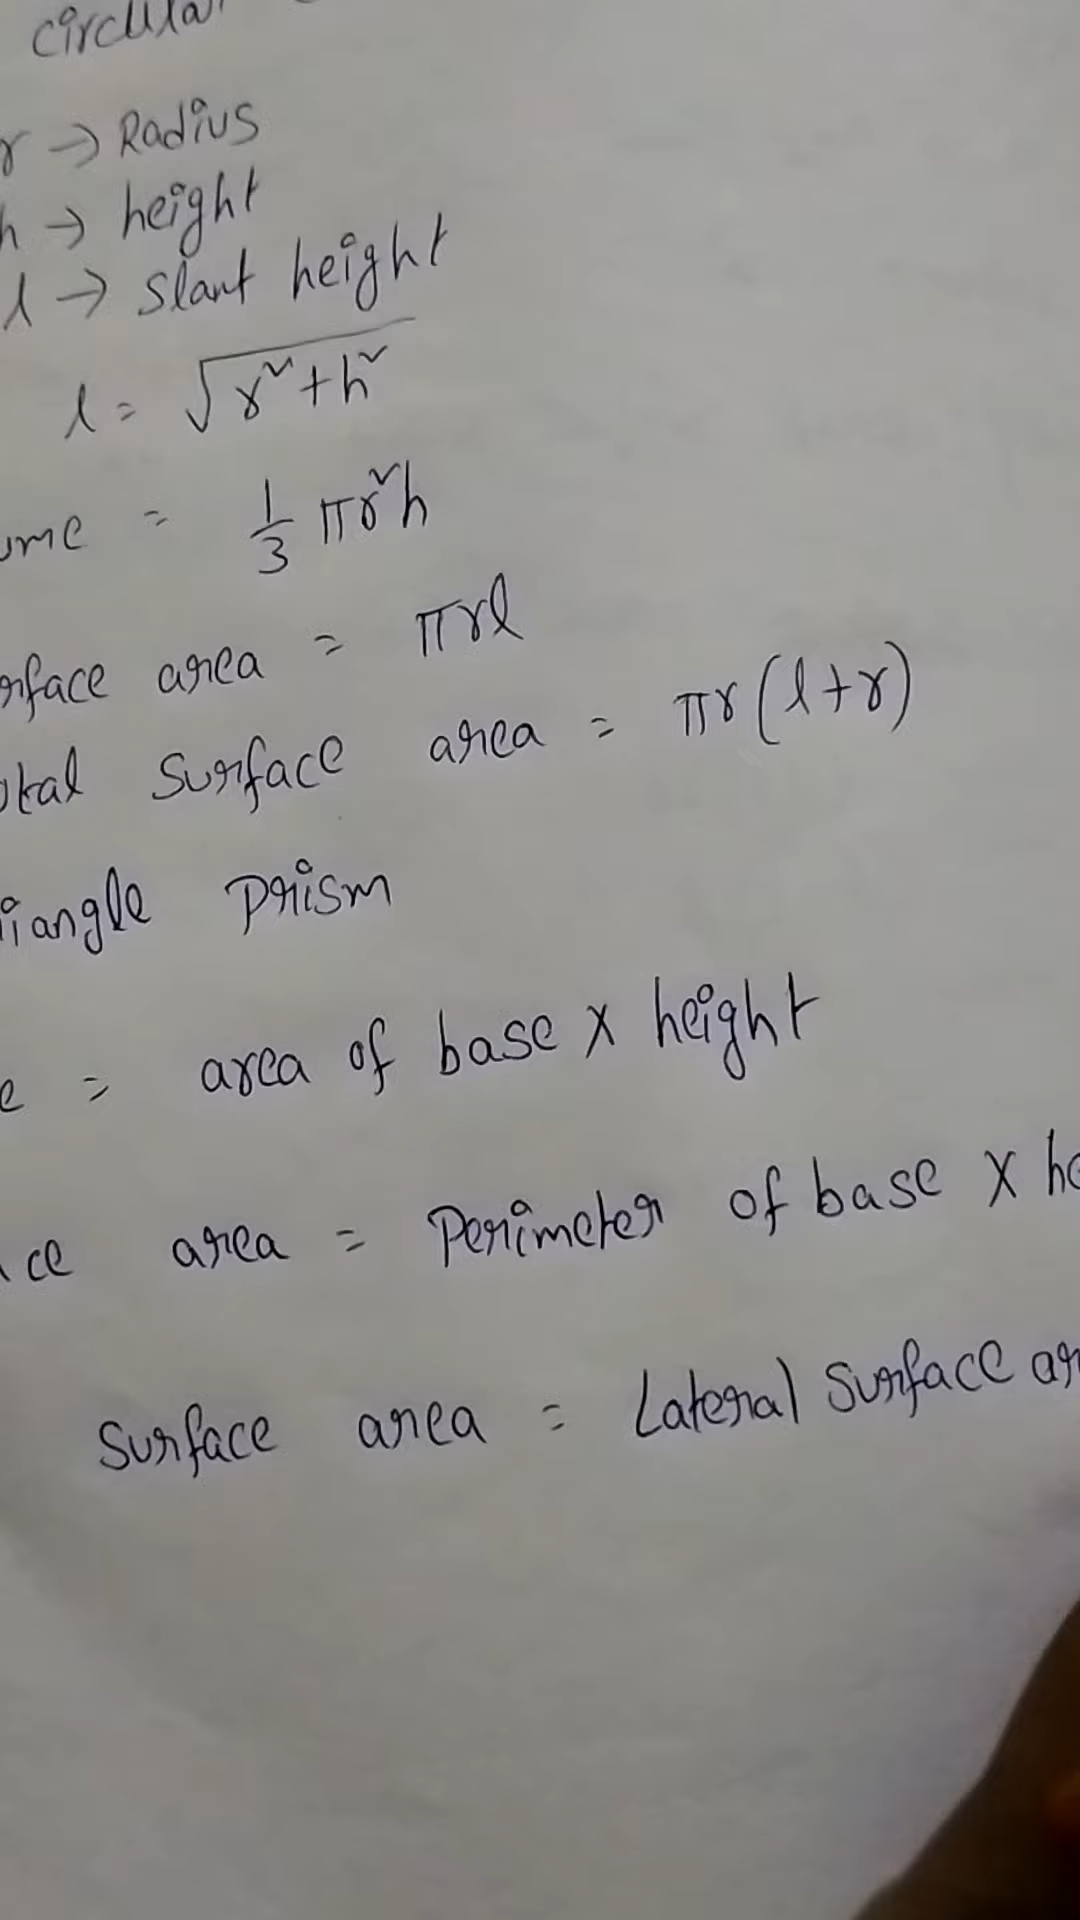 circula
r → Radius
h → height
l → slant height
l = √r²+h²
ume = 1/3 πr²h
rface area = πrl
otal surface area = πr(l+r)
iangle Prism
e = area of base x height
ce area = Perimeter of base x he
surface area = Lateral surface ar